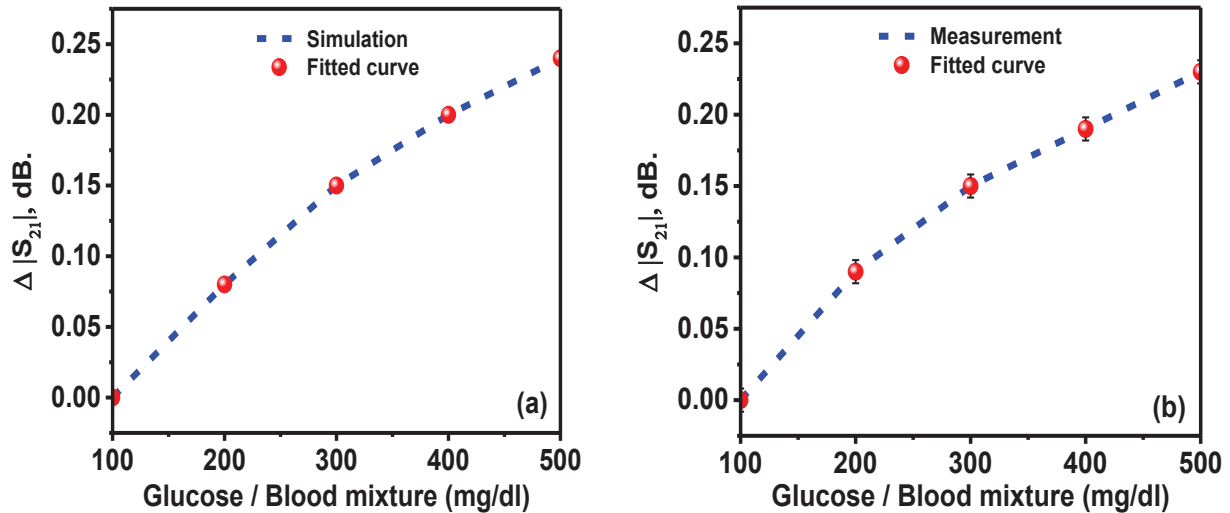 0.25
0.20
0.15
0.10
0.05
0.00
Δ |S21|, dB.
Simulation
Fitted curve
(a)
100 200 300 400 500
Glucose / Blood mixture (mg/dl)
0.25
0.20
0.15
0.10
0.05
0.00
Δ |S21|, dB.
Measurement
Fitted curve
(b)
100 200 300 400 500
Glucose / Blood mixture (mg/dl)